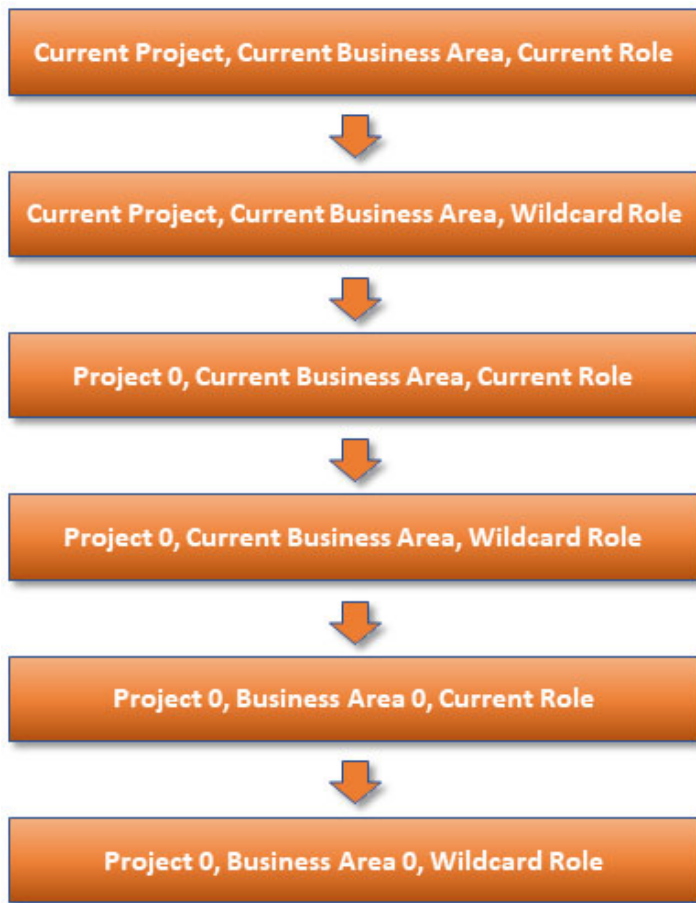 Current Project, Current Business Area, Current Role
Current Project, Current Business Area, Wildcard Role
Project 0, Current Business Area, Current Role
Project 0, Current Business Area, Wildcard Role
Project 0, Business Area 0, Current Role
Project 0, Business Area 0, Wildcard Role